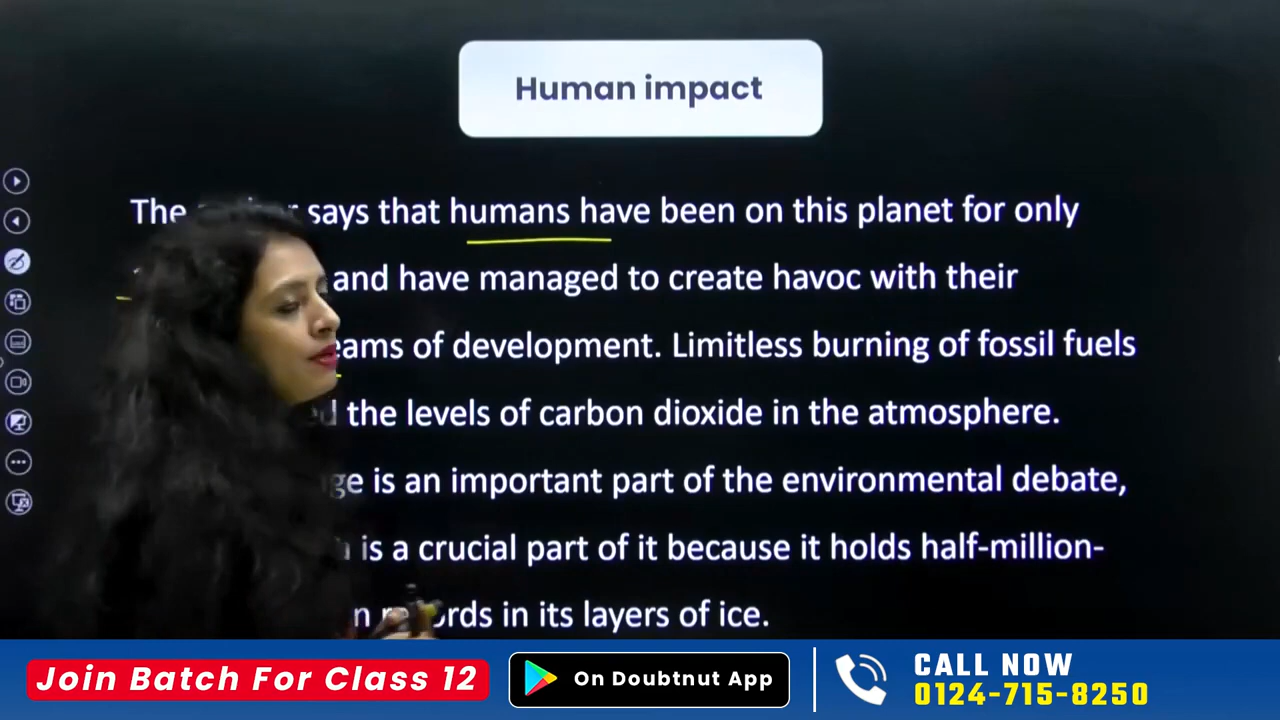 Human impact
The says that humans have been on this planet for only
and have managed to create havoc with their
of development. Limitless burning of fossil fuels
the levels of carbon dioxide in the atmosphere.
is an important part of the environmental debate,
is a crucial part of it because it holds half-million-
in its layers of ice.
Join Batch For Class 12
On Doubtnut App
CALL NOW
0124-715-8250